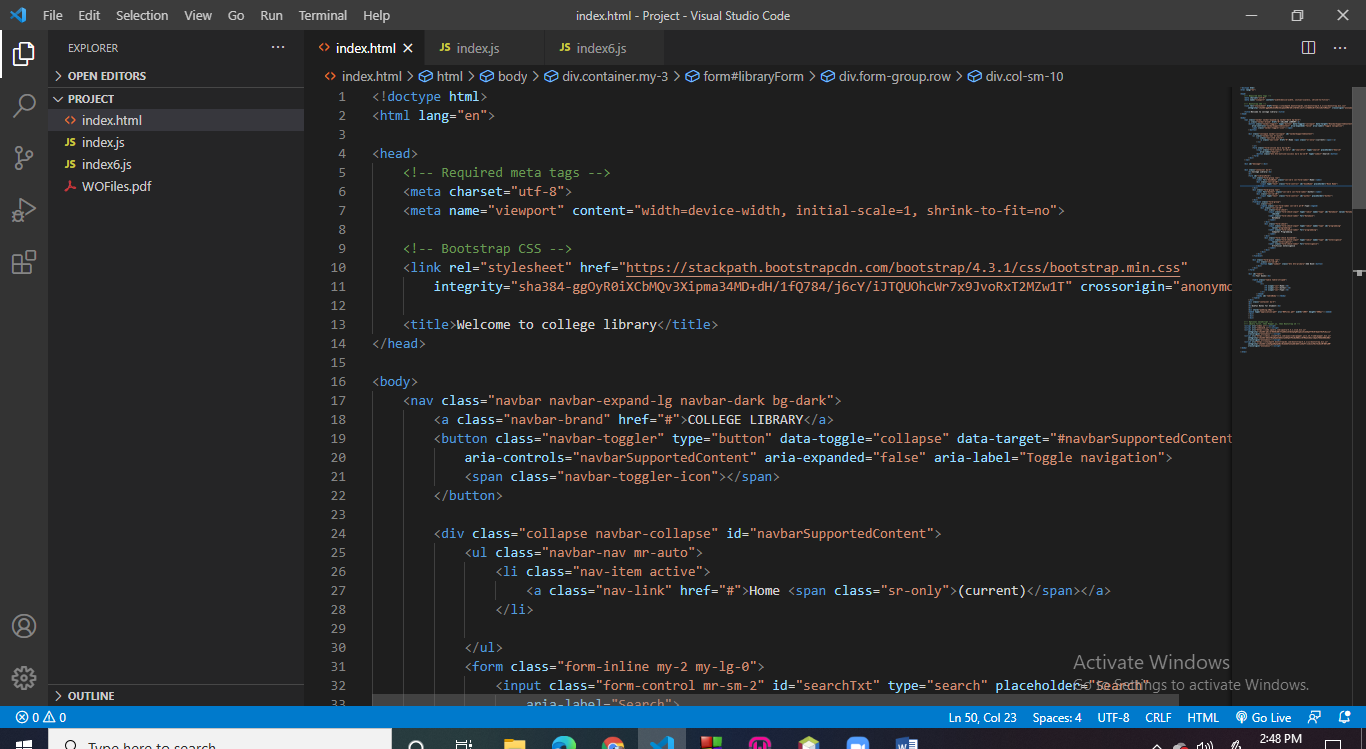 File Edit Selection View Go Run Terminal Help index.html - Project - Visual Studio Code
EXPLORER
OPEN EDITORS
PROJECT
index.html
JS index.js
JS index6.js
WOFiles.pdf
OUTLINE
index.html JS index.js JS index6.js
index.html > html > body > div.container.my-3 > form#libraryForm > div.form-group.row > div.col-sm-10
1 <!doctype html>
2 <html lang="en">
3
4 <head>
5 <!-- Required meta tags -->
6 <meta charset="utf-8">
7 <meta name="viewport" content="width=device-width, initial-scale=1, shrink-to-fit=no">
8
9 <!-- Bootstrap CSS -->
10 <link rel="stylesheet" href="https://stackpath.bootstrapcdn.com/bootstrap/4.3.1/css/bootstrap.min.css"
11 integrity="sha384-ggOyR0iXCbMQv3Xipma34MD+dH/1fQ784/j6cY/iJTQUOhcWr7x9JvoRxT2MZw1T" crossorigin="anonymo
12
13 <title>Welcome to college library</title>
14 </head>
15
16 <body>
17 <nav class="navbar navbar-expand-lg navbar-dark bg-dark">
18 <a class="navbar-brand" href="#">COLLEGE LIBRARY</a>
19 <button class="navbar-toggler" type="button" data-toggle="collapse" data-target="#navbarSupportedContent
20 aria-controls="navbarSupportedContent" aria-expanded="false" aria-label="Toggle navigation">
21 <span class="navbar-toggler-icon"></span>
22 </button>
23
24 <div class="collapse navbar-collapse" id="navbarSupportedContent">
25 <ul class="navbar-nav mr-auto">
26 <li class="nav-item active">
27 <a class="nav-link" href="#">Home <span class="sr-only">(current)</span></a>
28 </li>
29
30 </ul>
31 <form class="form-inline my-2 my-lg-0">
32 <input class="form-control mr-sm-2" id="searchTxt" type="search" placeholder="Search"
33 aria-label="Search">
Activate Windows
Go to Settings to activate Windows.
0 0 Ln 50, Col 23 Spaces: 4 UTF-8 CRLF HTML Go Live
Type here to search
2:48 PM